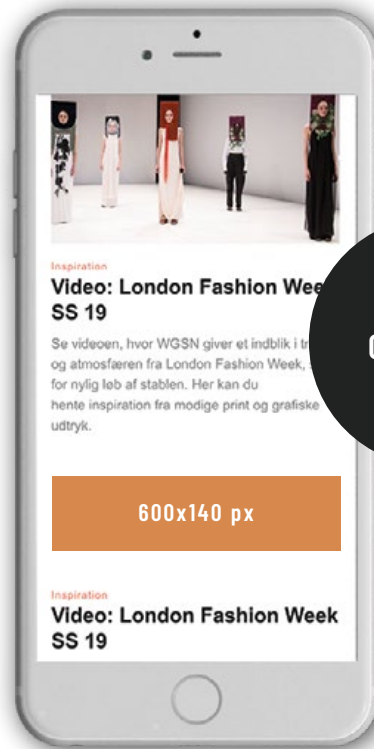 Inspiration
Video: London Fashion Wee
SS 19
Se videoen, hvor WGSN giver et indblik i
og atmosfæren fra London Fashion Week,
for nylig løb af stablen. Her kan du
hente inspiration fra modige print og grafiske
udtryk.
600x140 px
Inspiration
Video: London Fashion Week
SS 19